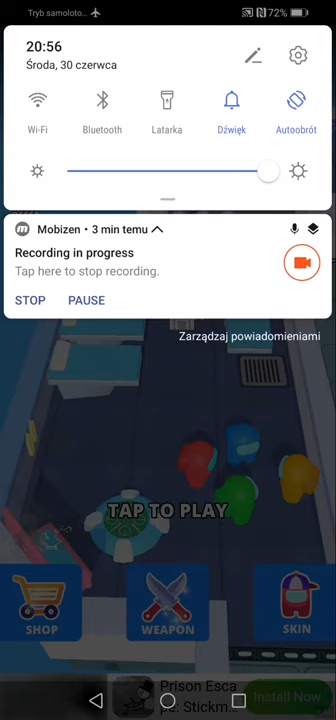 Tryb samoloto...
72%
20:56
Środa, 30 czerwca
Wi-Fi
Bluetooth
Latarka
Dźwięk
Autoobrót
Mobizen • 3 min temu
Recording in progress
Tap here to stop recording.
STOP
PAUSE
Zarządzaj powiadomieniami
TAP TO PLAY
SHOP
WEAPON
SKIN
Prison Esca
pe: Stickm...
Install Now